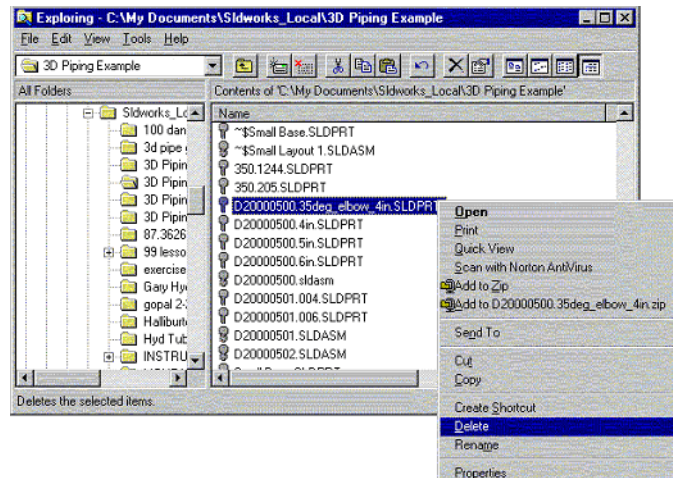 Exploring - C:\My Documents\Sldworks_Local\3D Piping Example
File Edit View Tools Help
3D Piping Example
All Folders
Contents of 'C:\My Documents\Sldworks_Local\3D Piping Example'
Sldworks_Lo
100 dan
3d pipe
3D Pipin
3D Pipin
3D Pipin
3D Pipin
87.3626
99 lesso
exercise
Gary Hy
gopal 2-
Halliburt
Hyd Tub
INSTRU
Name
~$Small Base.SLDPRT
~$Small Layout 1.SLDASM
350.1244.SLDPRT
350.205.SLDPRT
D20000500.35deg_elbow_4in.SLDPRT
D20000500.4in.SLDPRT
D20000500.5in.SLDPRT
D20000500.6in.SLDPRT
D20000500.sldasm
D20000501.004.SLDPRT
D20000501.006.SLDPRT
D20000501.SLDASM
D20000502.SLDASM
Open
Print
Quick View
Scan with Norton AntiVirus
Add to Zip
Add to D20000500.35deg_elbow_4in.zip
Send To
Cut
Copy
Create Shortcut
Delete
Rename
Properties
Deletes the selected items.